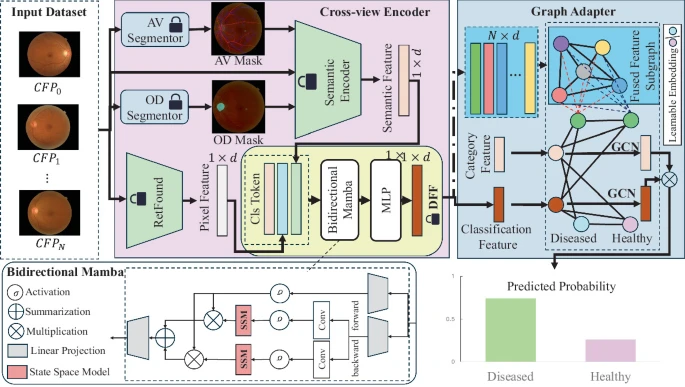 Input Dataset
CFP0
CFP1
⋮
CFPN
Cross-view Encoder
AV
Segmentor
AV Mask
OD
Segmentor
OD Mask
Semantic
Encoder
Semantic Feature
1 × d
RetFound
Pixel Feature
1 × d
Cls Token
Bidirectional
Mamba
MLP
1 × d
DFF
Graph Adapter
N × d
...
Fused Feature
Subgraph
Learnable Embedding
Category
Feature
Classification
Feature
GCN
GCN
Diseased
Healthy
Bidirectional Mamba
σ Activation
Summarization
Multiplication
Linear Projection
State Space Model
SSM
SSM
σ
σ
σ
Conv
Conv
forward
backward
Predicted Probability
1
0.5
0
Diseased
Healthy